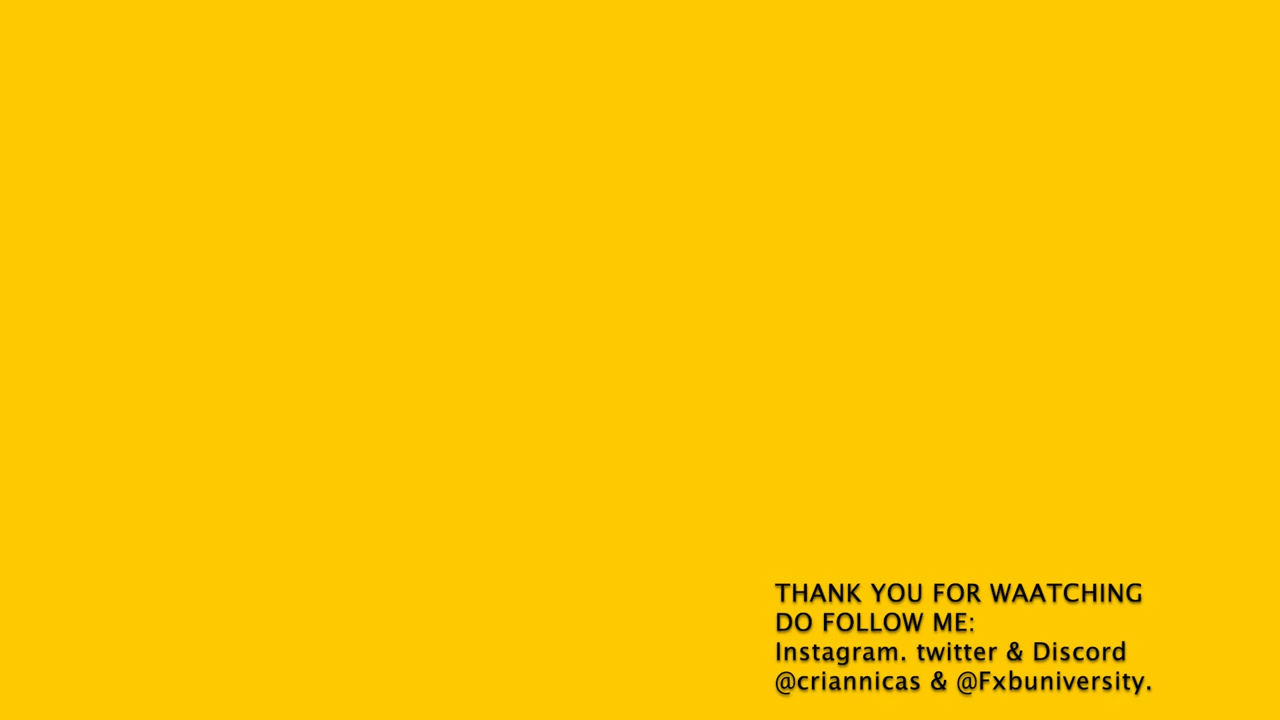 THANK YOU FOR WAATCHING
DO FOLLOW ME:
Instagram. twitter & Discord
@criannicas & @Fxbuniversity.